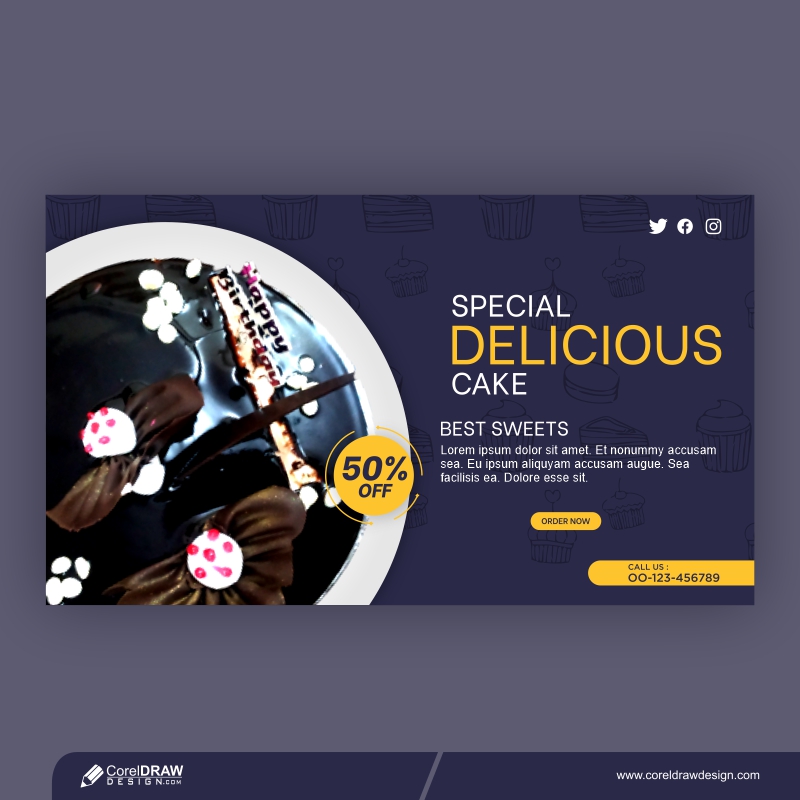 Happy
Birthday
SPECIAL
DELICIOUS
CAKE
BEST SWEETS
Lorem ipsum dolor sit amet. Et nonummy accusam
sea. Eu ipsum aliquyam accusam augue. Sea
facilisis ea. Dolore esse sit.
50%
OFF
ORDER NOW
CALL US :
OO-123-456789
CorelDRAW
DESIGN.COM
www.coreldrawdesign.com